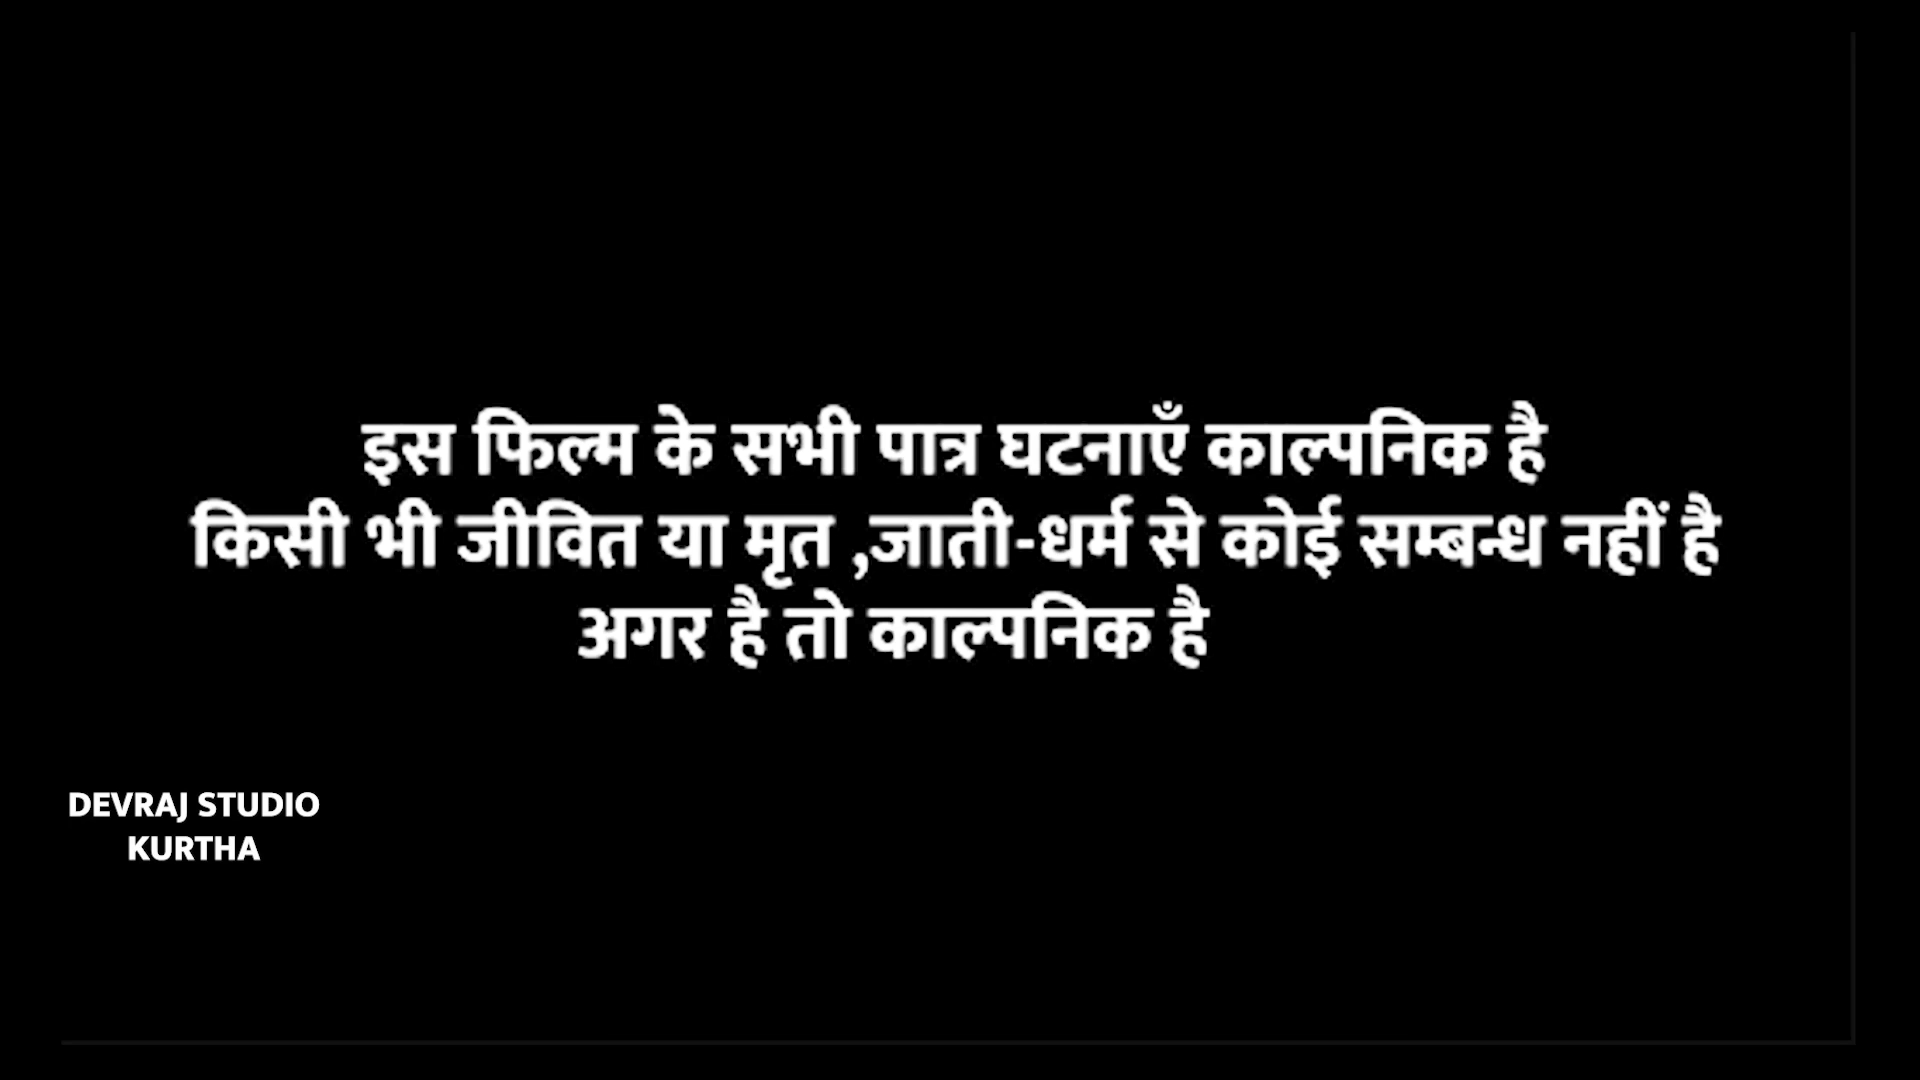 इस फिल्म के सभी पात्र घटनाएँ काल्पनिक है
किसी भी जीवित या मृत ,जाती-धर्म से कोई सम्बन्ध नहीं है
अगर है तो काल्पनिक है
DEVRAJ STUDIO
KURTHA